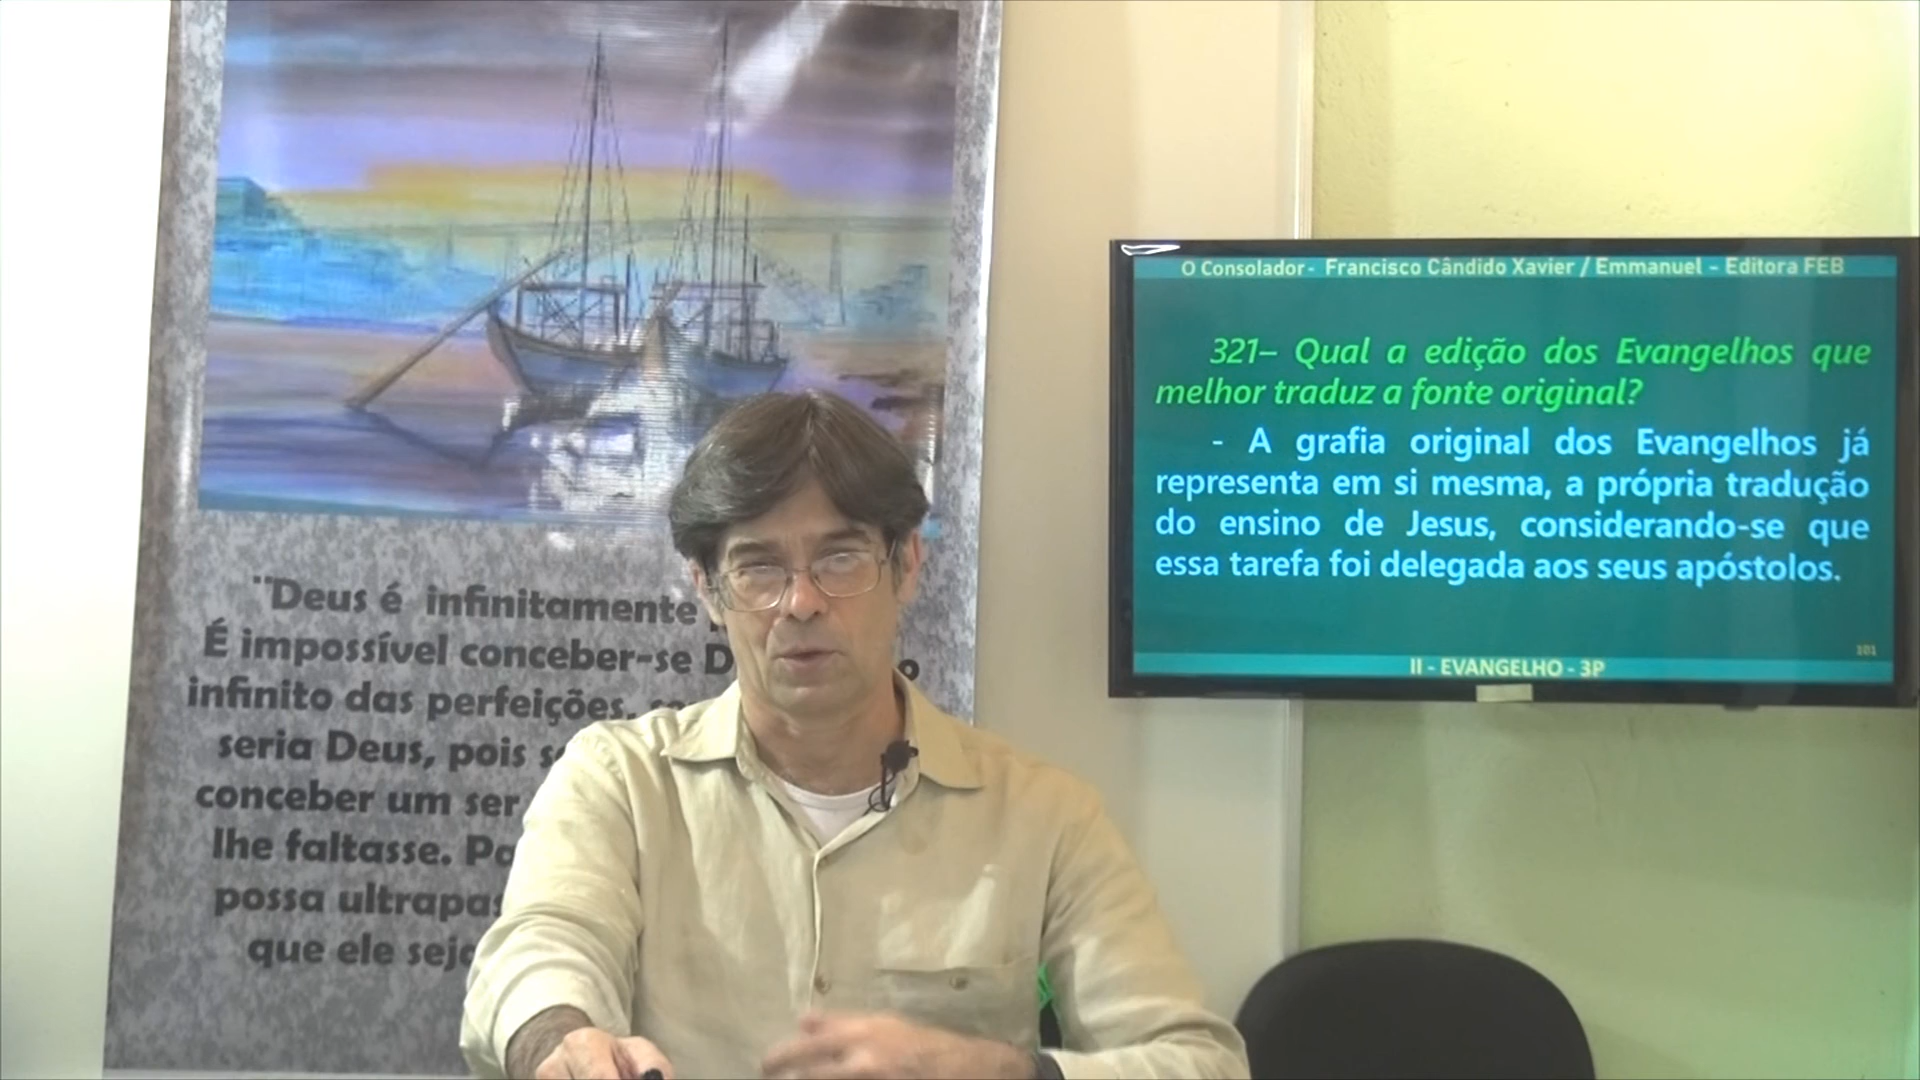 ¨Deus é infinitamente
É impossível conceber-se
infinito das perfeições,
seria Deus, pois
conceber um ser
lhe faltasse.
possa
que ele
O Consolador - Francisco Cândido Xavier / Emmanuel - Editora FEB
321– Qual a edição dos Evangelhos que
melhor traduz a fonte original?
- A grafia original dos Evangelhos já
representa em si mesma, a própria tradução
do ensino de Jesus, considerando-se que
essa tarefa foi delegada aos seus apóstolos.
101
II - EVANGELHO - 3P